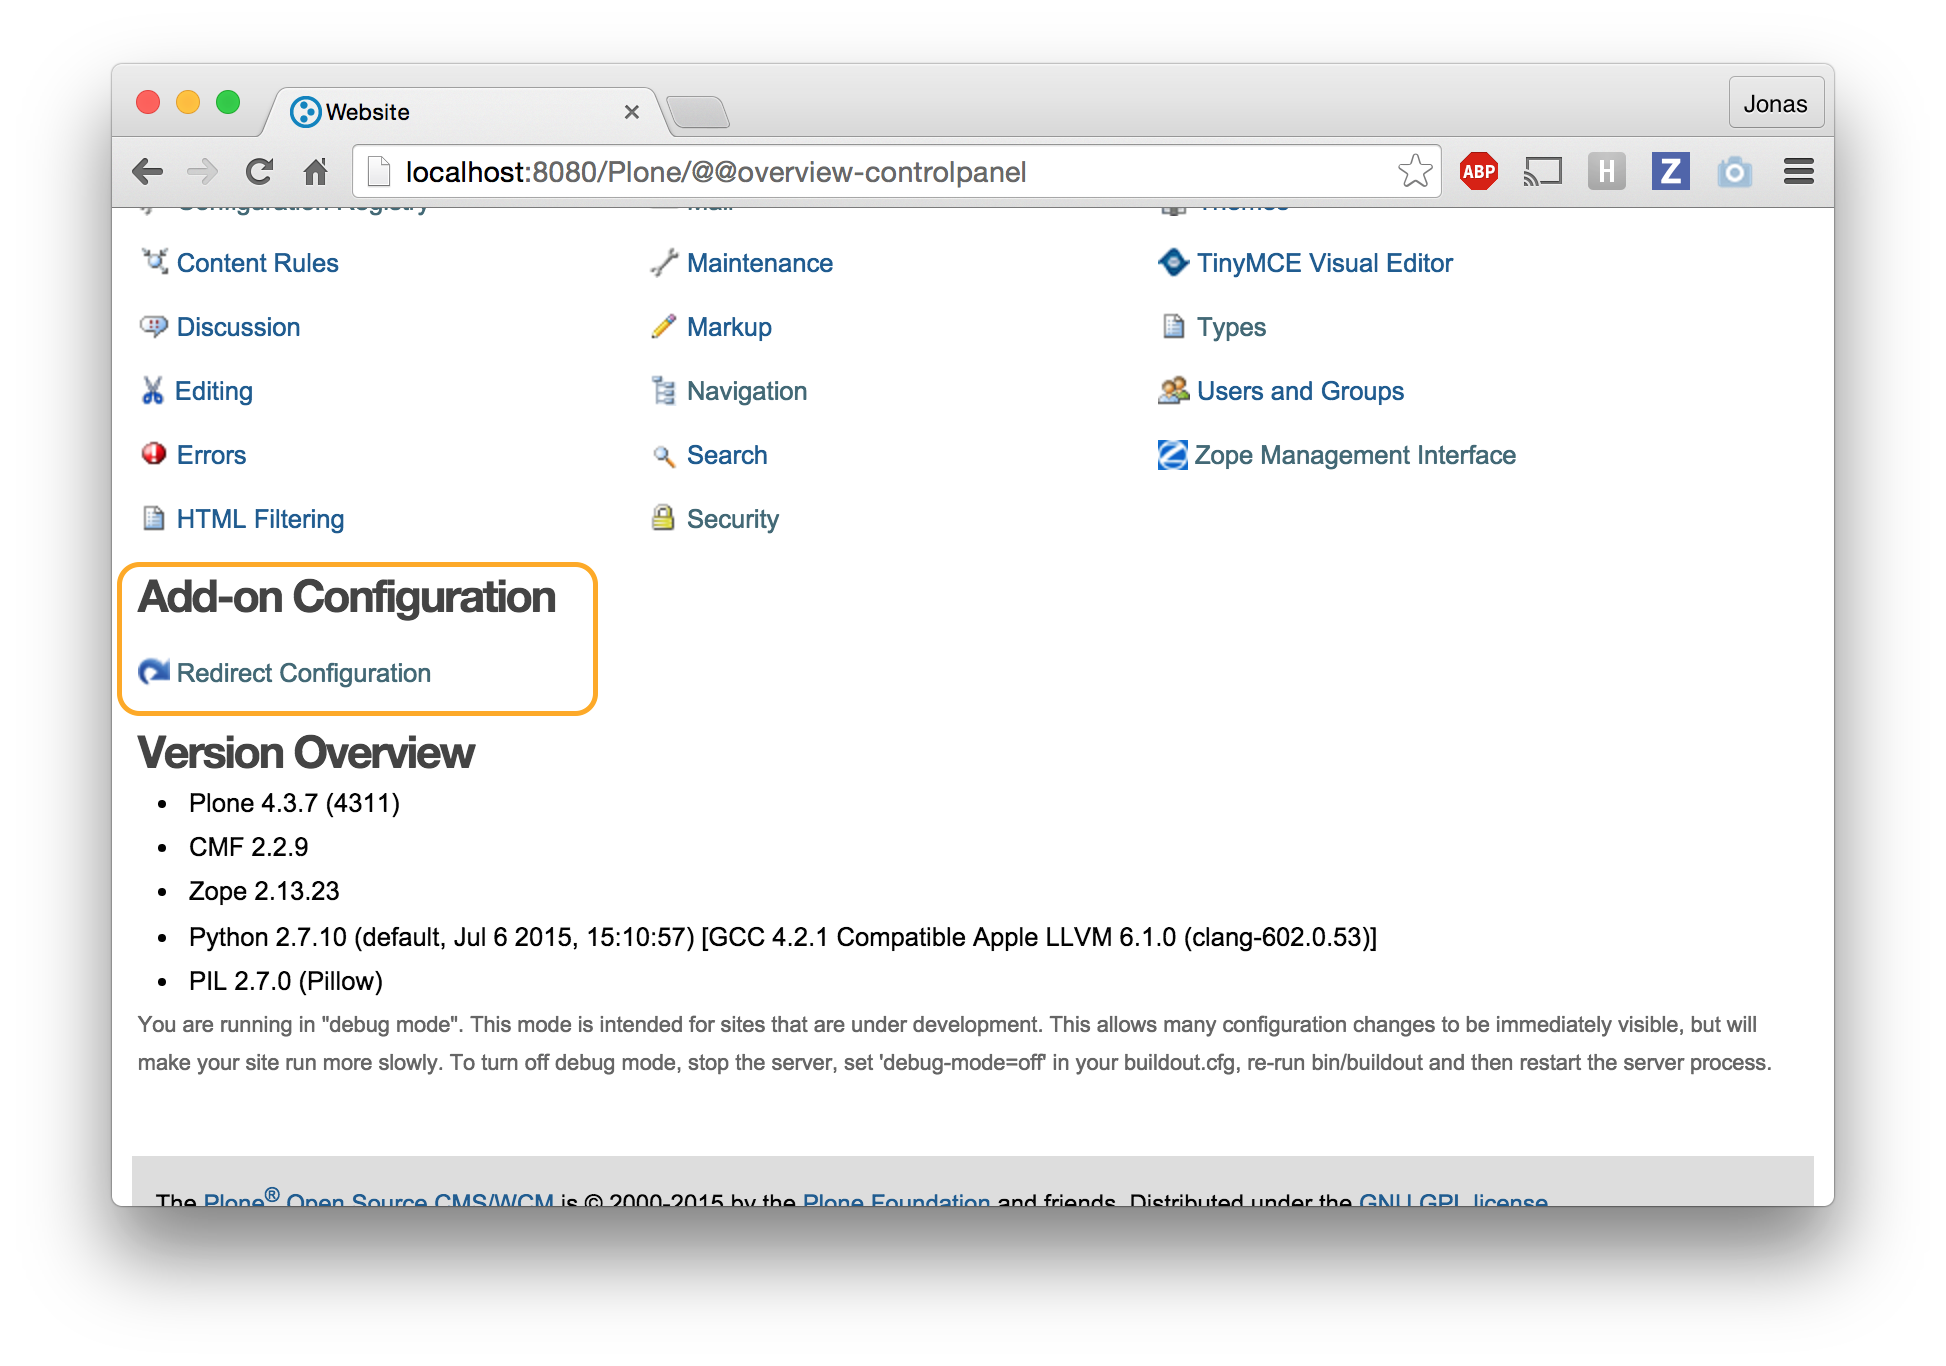 Website
Jonas
localhost:8080/Plone/@@overview-controlpanel
ABP
H
Z
Configuration Registry
Mail
Themes
Content Rules
Maintenance
TinyMCE Visual Editor
Discussion
Markup
Types
Editing
Navigation
Users and Groups
Errors
Search
Zope Management Interface
HTML Filtering
Security
Add-on Configuration
Redirect Configuration
Version Overview
• Plone 4.3.7 (4311)
• CMF 2.2.9
• Zope 2.13.23
• Python 2.7.10 (default, Jul 6 2015, 15:10:57) [GCC 4.2.1 Compatible Apple LLVM 6.1.0 (clang-602.0.53)]
• PIL 2.7.0 (Pillow)
You are running in "debug mode". This mode is intended for sites that are under development. This allows many configuration changes to be immediately visible, but will
make your site run more slowly. To turn off debug mode, stop the server, set 'debug-mode=off' in your buildout.cfg, re-run bin/buildout and then restart the server process.
The Plone® Open Source CMS/WCM is © 2000-2015 by the Plone Foundation and friends. Distributed under the GNU GPL license